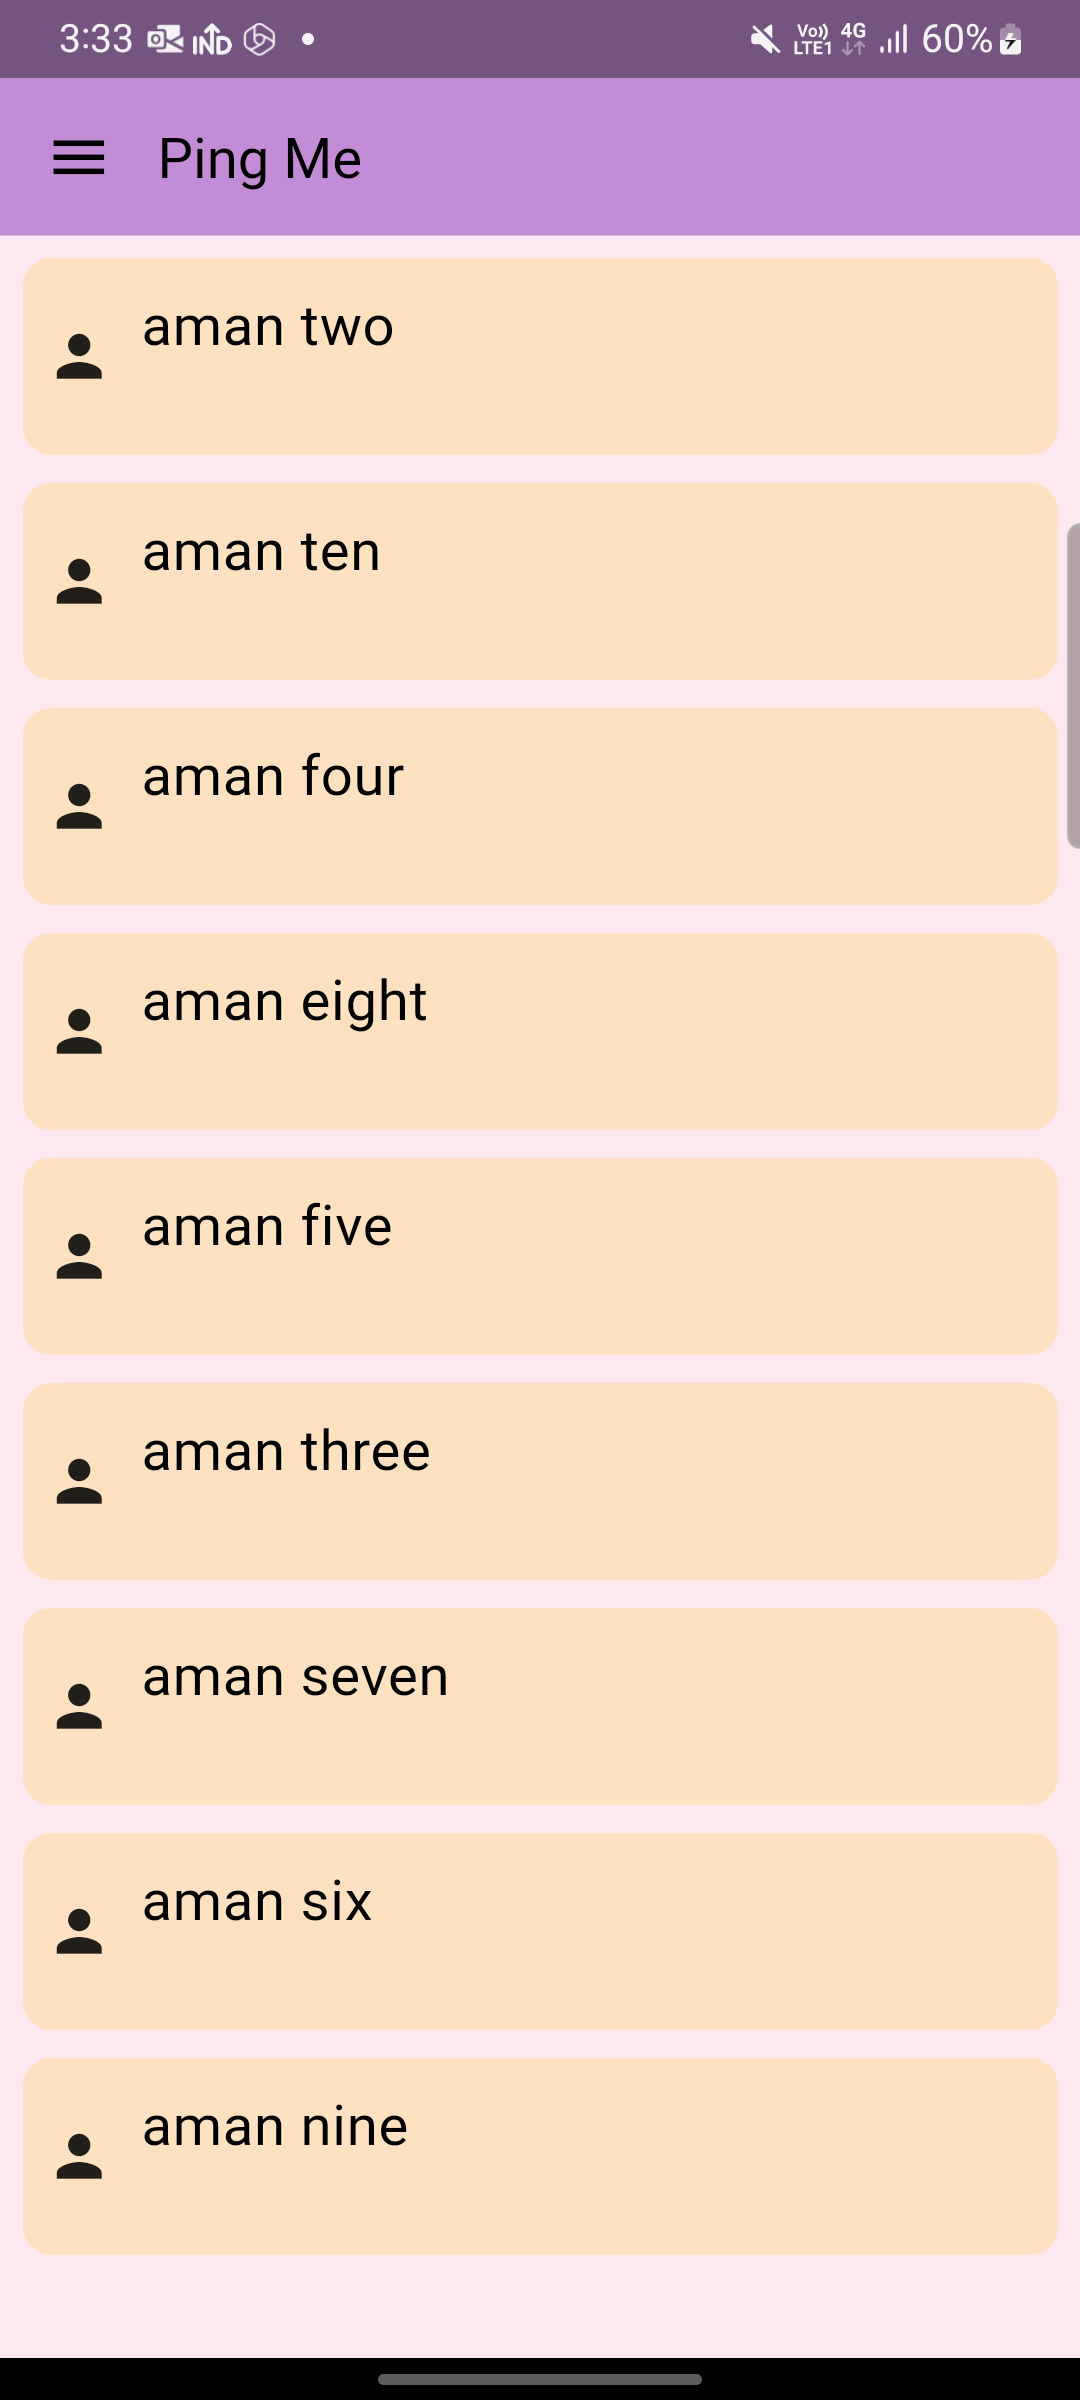 3:33 IND Vo)) LTE1 4G 60%
Ping Me
aman two
aman ten
aman four
aman eight
aman five
aman three
aman seven
aman six
aman nine